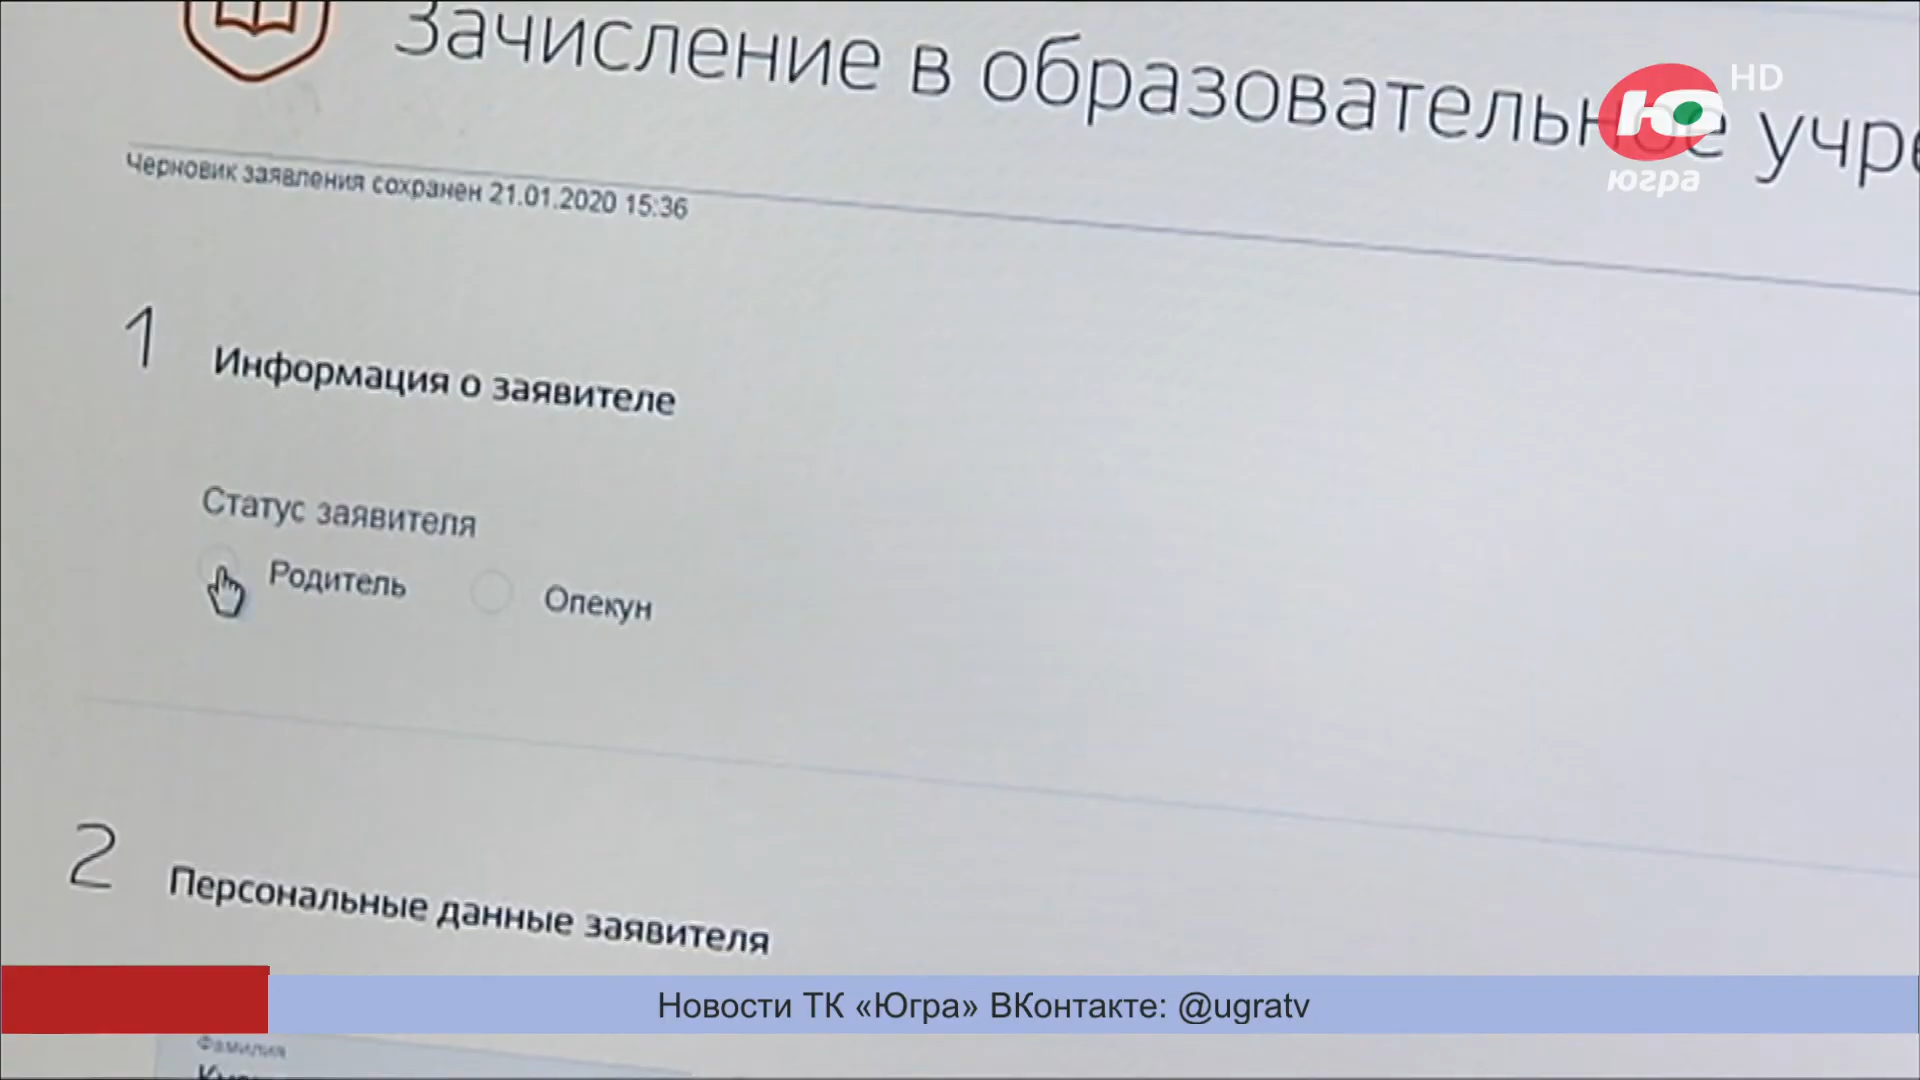 Зачисление в образовательное
HD
югра
Черновик заявления сохранен 21.01.2020 15:36
1
Информация о заявителе
Статус заявителя
Родитель
Опекун
2
Персональные данные заявителя
Новости ТК «Югра» ВКонтакте: @ugratv
Фамилия